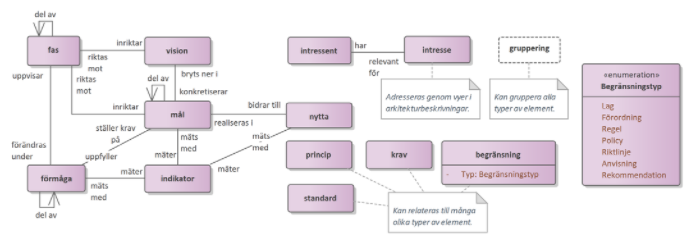 del av
fas
inriktar
riktas
mot
vision
uppvisar
riktas
mot
bryts ner i
konkretiserar
del av
inriktar
mål
bidrar till
realiseras i
nytta
ställer krav
på
mäts
med
mäts
med
förändras
under
uppfyller
mäter
förmåga
mäter
mäts
med
indikator
mäter
del av
intressent
har
intresse
relevant
för
Adresseras genom vyer i
arkitekturbeskrivningar.
gruppering
Kan gruppera alla
typer av element.
princip
krav
begränsning
- Typ: Begränsningstyp
standard
Kan relateras till många
olika typer av element.
«enumeration»
Begränsningstyp
Lag
Förordning
Regel
Policy
Riktlinje
Anvisning
Rekommendation